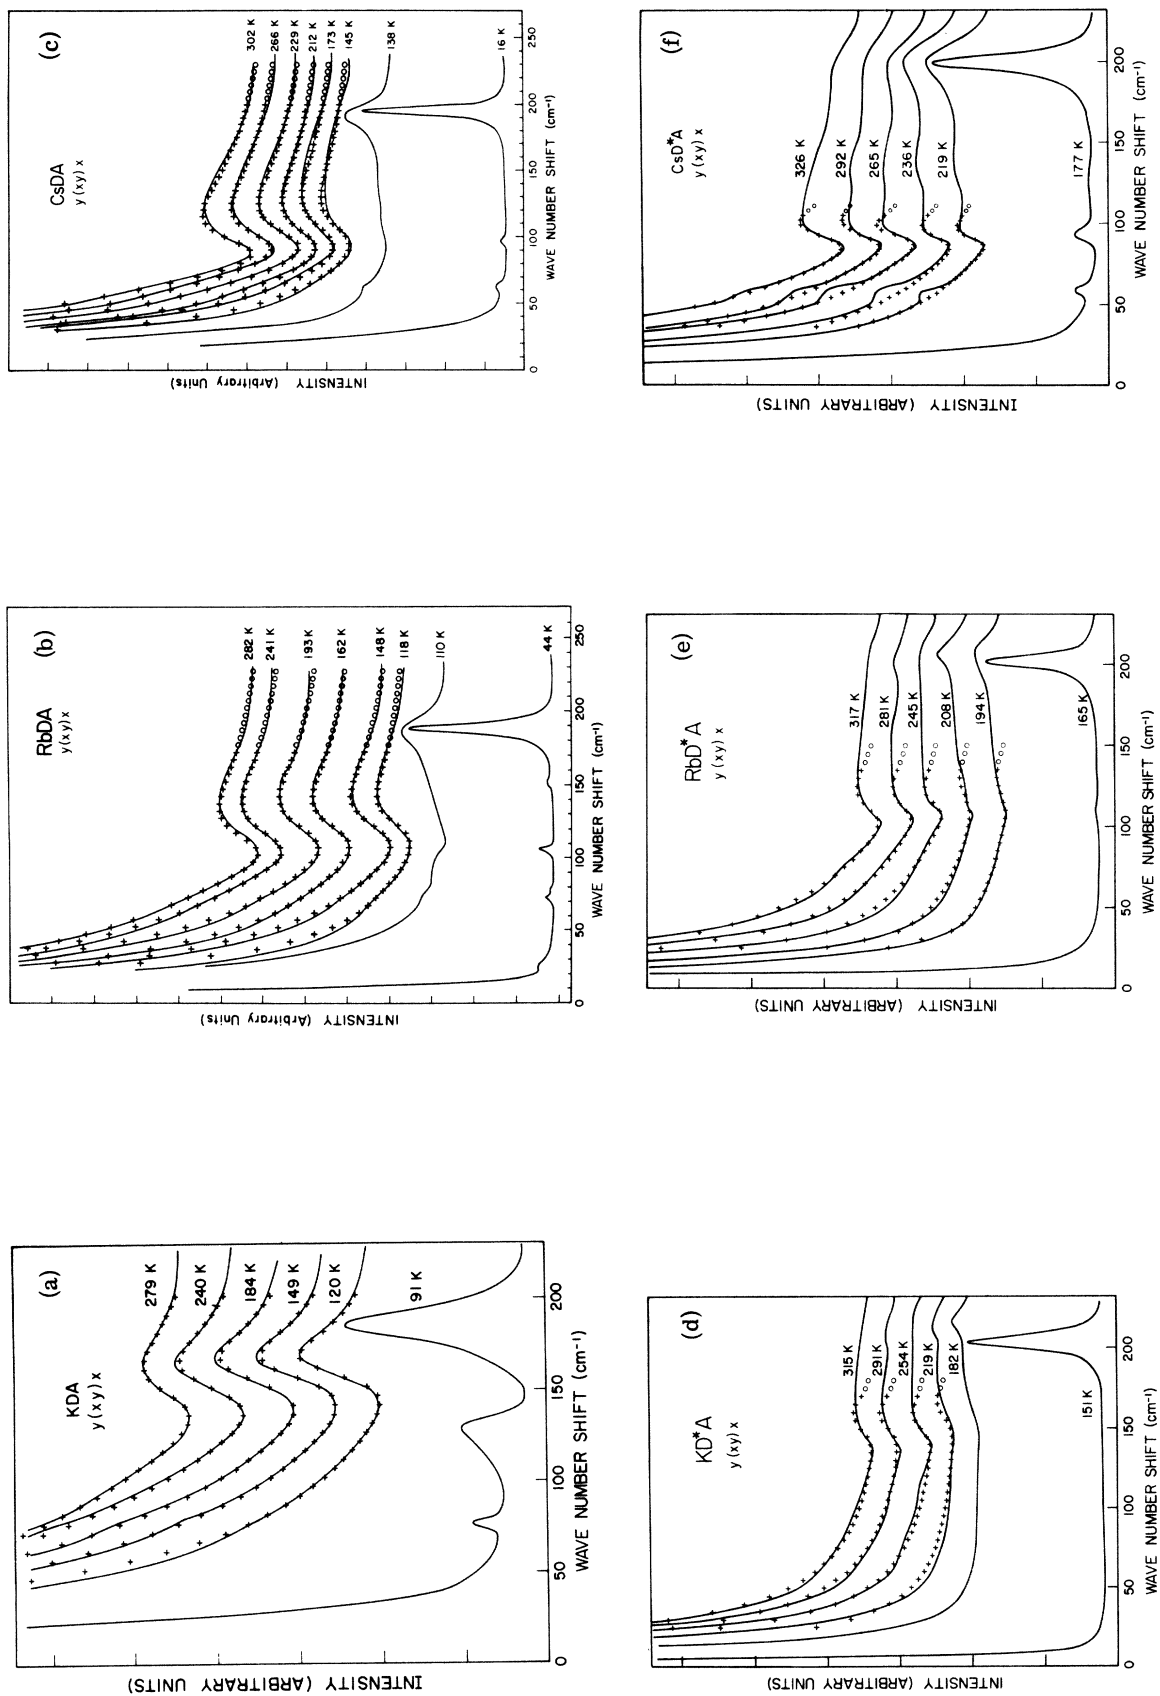 (a)
KDA
y(xy)x
279 K
240 K
184 K
149 K
120 K
91 K
INTENSITY (ARBITRARY UNITS)
0
50
100
150
200
WAVE NUMBER SHIFT (cm⁻¹)
(b)
RbDA
y(xy)x
282 K
241 K
193 K
162 K
148 K
118 K
110 K
44 K
INTENSITY (Arbitrary Units)
0
50
100
150
200
250
WAVE NUMBER SHIFT (cm⁻¹)
(c)
CsDA
y(xy)x
302 K
266 K
229 K
212 K
173 K
145 K
138 K
16 K
INTENSITY (Arbitrary Units)
0
50
100
150
200
250
WAVE NUMBER SHIFT (cm⁻¹)
(d)
KD*A
y(xy)x
315 K
291 K
254 K
219 K
182 K
151 K
INTENSITY (ARBITRARY UNITS)
0
50
100
150
200
WAVE NUMBER SHIFT (cm⁻¹)
(e)
RbD*A
y(xy)x
317 K
281 K
245 K
208 K
194 K
165 K
INTENSITY (ARBITRARY UNITS)
0
50
100
150
200
WAVE NUMBER SHIFT (cm⁻¹)
(f)
CsD*A
y(xy)x
326 K
292 K
265 K
236 K
219 K
177 K
INTENSITY (ARBITRARY UNITS)
0
50
100
150
200
WAVE NUMBER SHIFT (cm⁻¹)